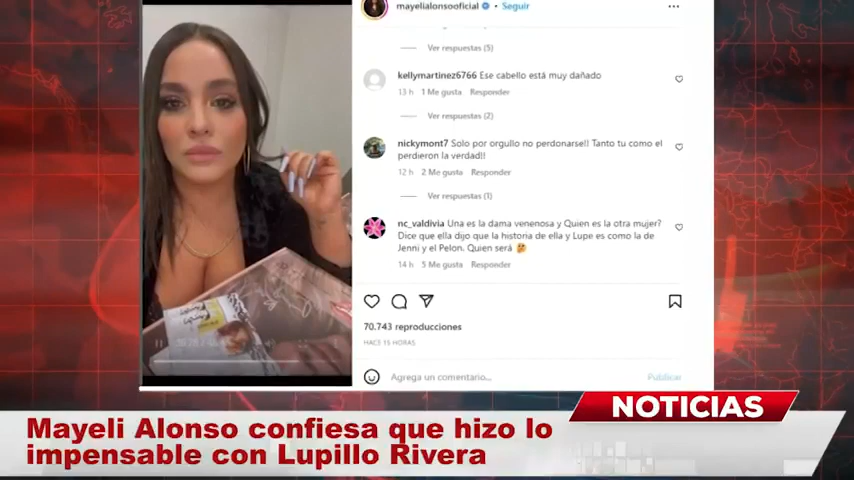 mayelialonsooficial • Seguir
Ver respuestas (5)
kellymartinez6766 Ese cabello está muy dañado
13 h 1 Me gusta Responder
Ver respuestas (2)
nickymont7 Solo por orgullo no perdonarse!! Tanto tu como el
perdieron la verdad!!
12 h 2 Me gusta Responder
Ver respuestas (1)
nc_valdivia Una es la dama venenosa y Quien es la otra mujer?
Dice que ella dijo que la historia de ella y Lupe es como la de
Jenni y el Pelon. Quien será 🤔
14 h 5 Me gusta Responder
70.743 reproducciones
HACE 15 HORAS
Agrega un comentario...
Publicar
NOTICIAS
Mayeli Alonso confiesa que hizo lo
impensable con Lupillo Rivera